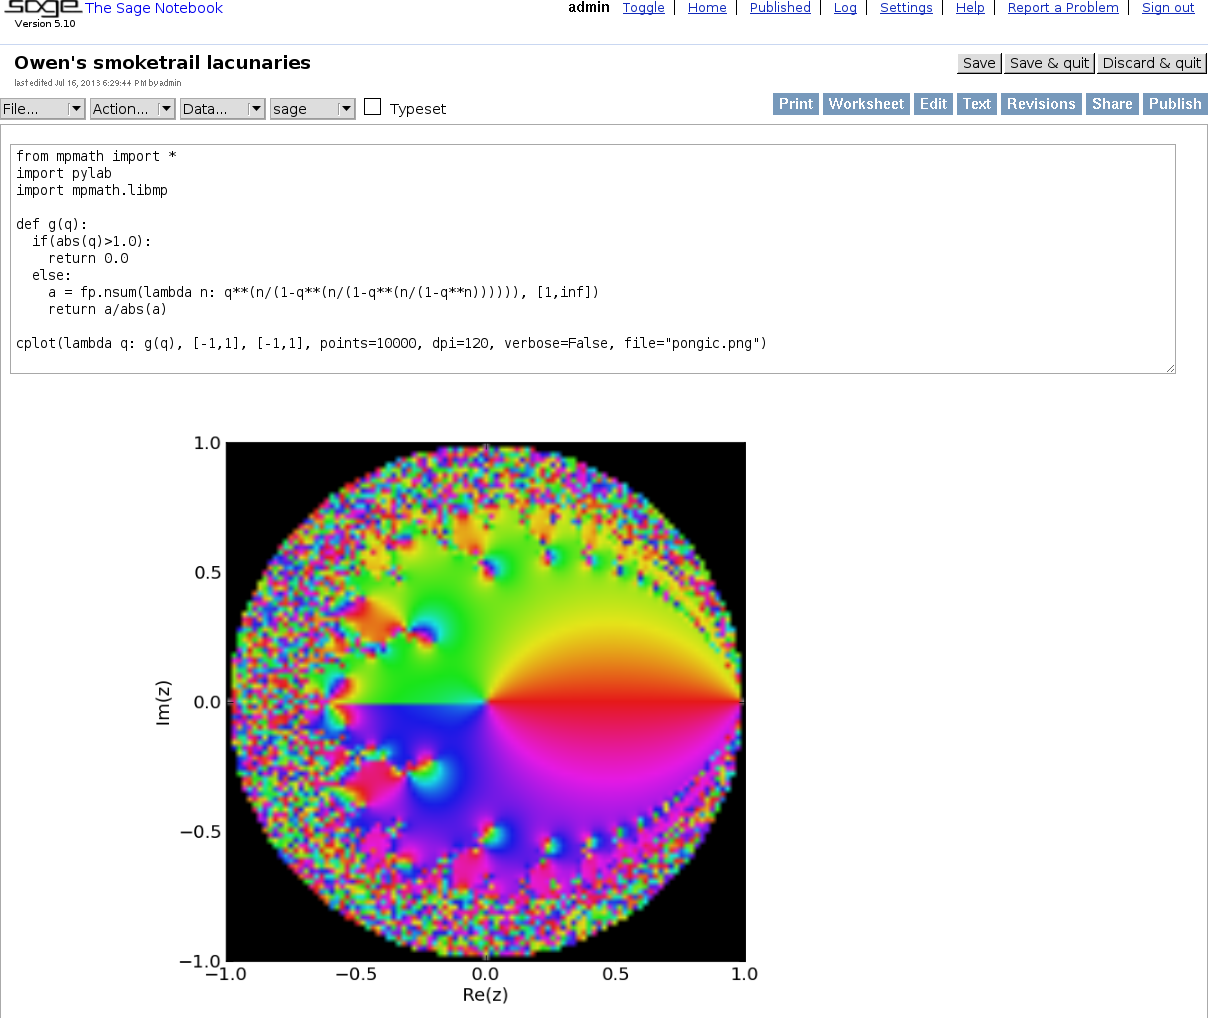 sage The Sage Notebook
Version 5.10
admin Toggle | Home | Published | Log | Settings | Help | Report a Problem | Sign out
Owen's smoketrail lacunaries
Save Save & quit Discard & quit
last edited Jul 16, 2013 6:29:44 PM by admin
File... Action... Data... sage Typeset
Print Worksheet Edit Text Revisions Share Publish
from mpmath import *
import pylab
import mpmath.libmp
def g(q):
if(abs(q)>1.0):
return 0.0
else:
a = fp.nsum(lambda n: q**(n/(1-q**(n/(1-q**(n/(1-q**n)))))), [1,inf])
return a/abs(a)
cplot(lambda q: g(q), [-1,1], [-1,1], points=10000, dpi=120, verbose=False, file="pongic.png")
1.0
0.5
0.0
−0.5
−1.0
Im(z)
−1.0 −0.5 0.0 0.5 1.0
Re(z)